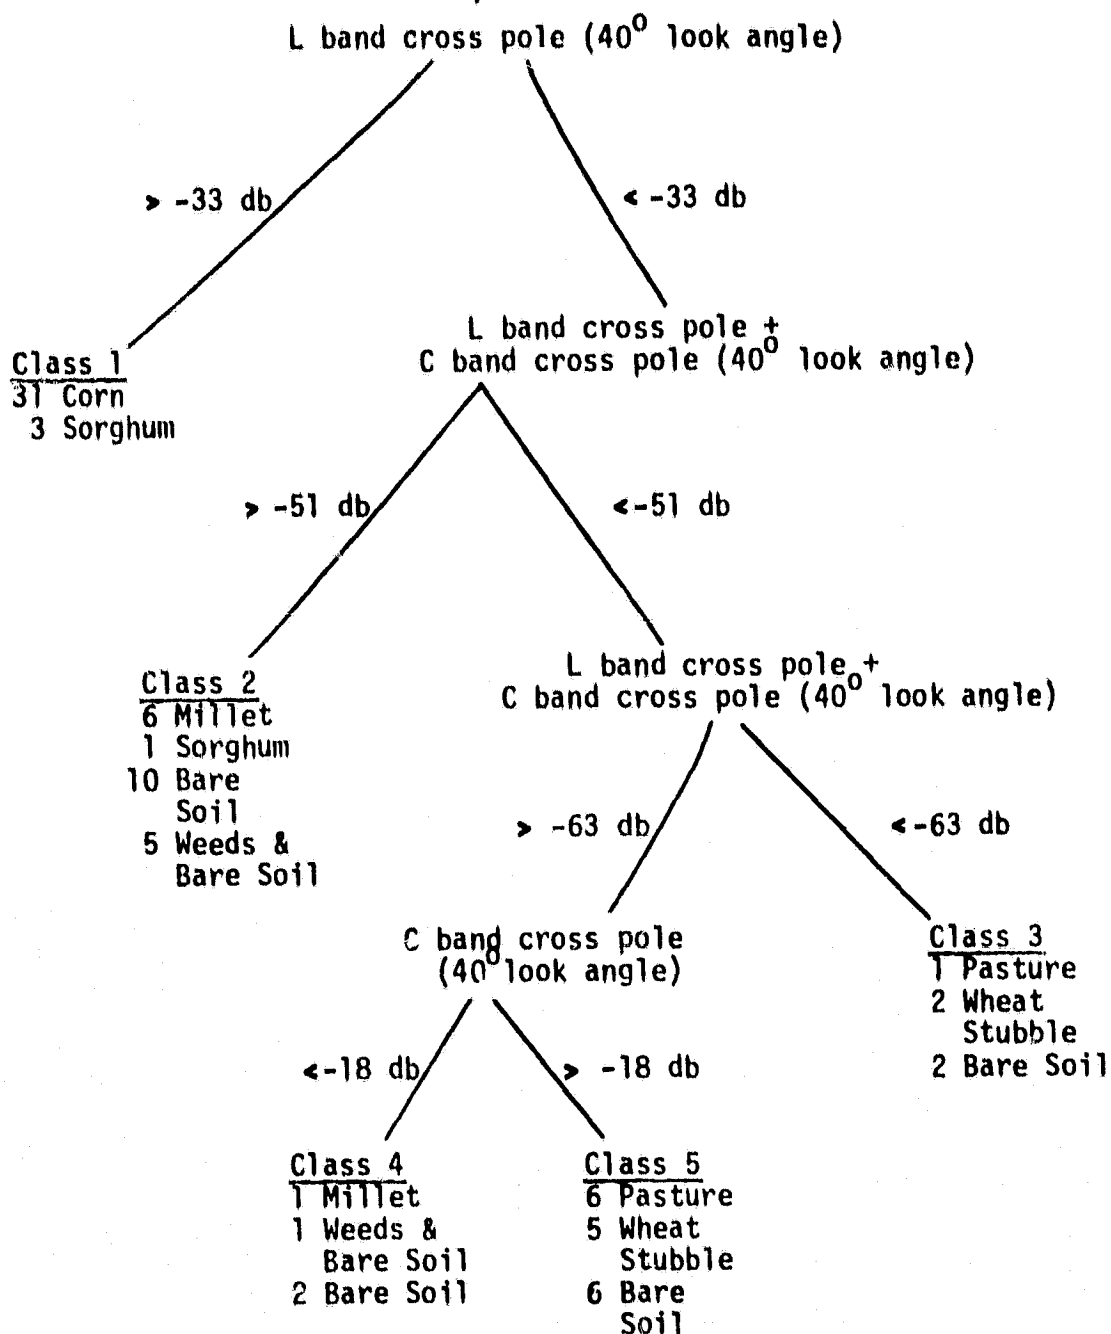 L band cross pole (40⁰ look angle)
> -33 db
< -33 db
L band cross pole +
C band cross pole (40⁰ look angle)
Class 1
31 Corn
3 Sorghum
> -51 db
<-51 db
L band cross pole +
C band cross pole (40⁰ look angle)
Class 2
6 Millet
1 Sorghum
10 Bare
Soil
5 Weeds &
Bare Soil
> -63 db
<-63 db
C band cross pole
(40⁰ look angle)
Class 3
1 Pasture
2 Wheat
Stubble
2 Bare Soil
<-18 db
> -18 db
Class 4
1 Millet
1 Weeds &
Bare Soil
2 Bare Soil
Class 5
6 Pasture
5 Wheat
Stubble
6 Bare
Soil